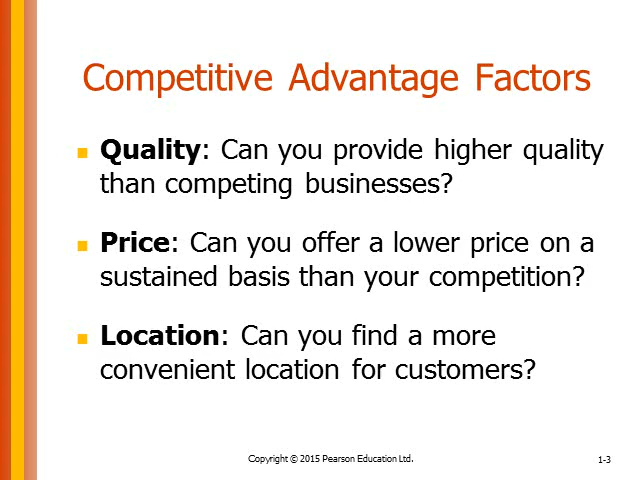 Competitive Advantage Factors
Quality: Can you provide higher quality
than competing businesses?
Price: Can you offer a lower price on a
sustained basis than your competition?
Location: Can you find a more
convenient location for customers?
Copyright © 2015 Pearson Education Ltd.
1-3